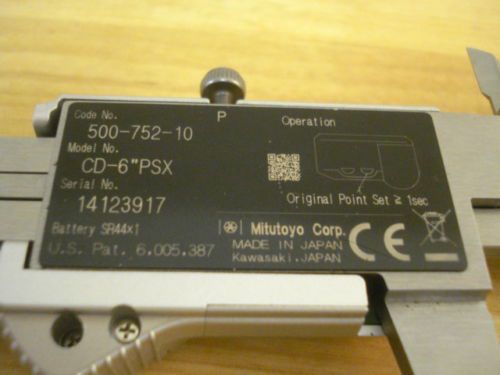 Code No.
500-752-10
Model No.
CD-6"PSX
Serial No.
14123917
Battery SR44x1
U.S. Pat. 6.005.387
P
Operation
Original Point Set ≧ 1sec
Mitutoyo Corp.
MADE IN JAPAN
Kawasaki.JAPAN
CE